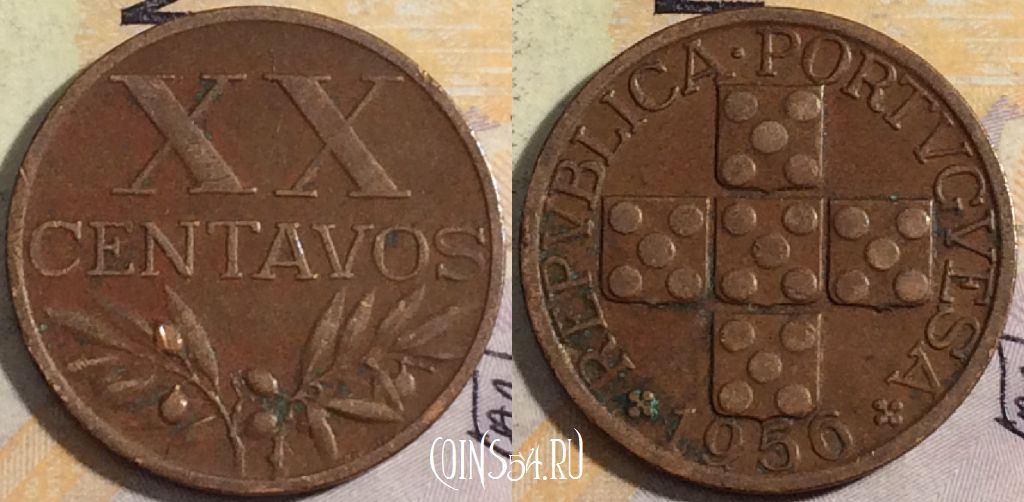 XX
CENTAVOS
REPVBLICA · PORTVGVESA
1956
COINS54.RU